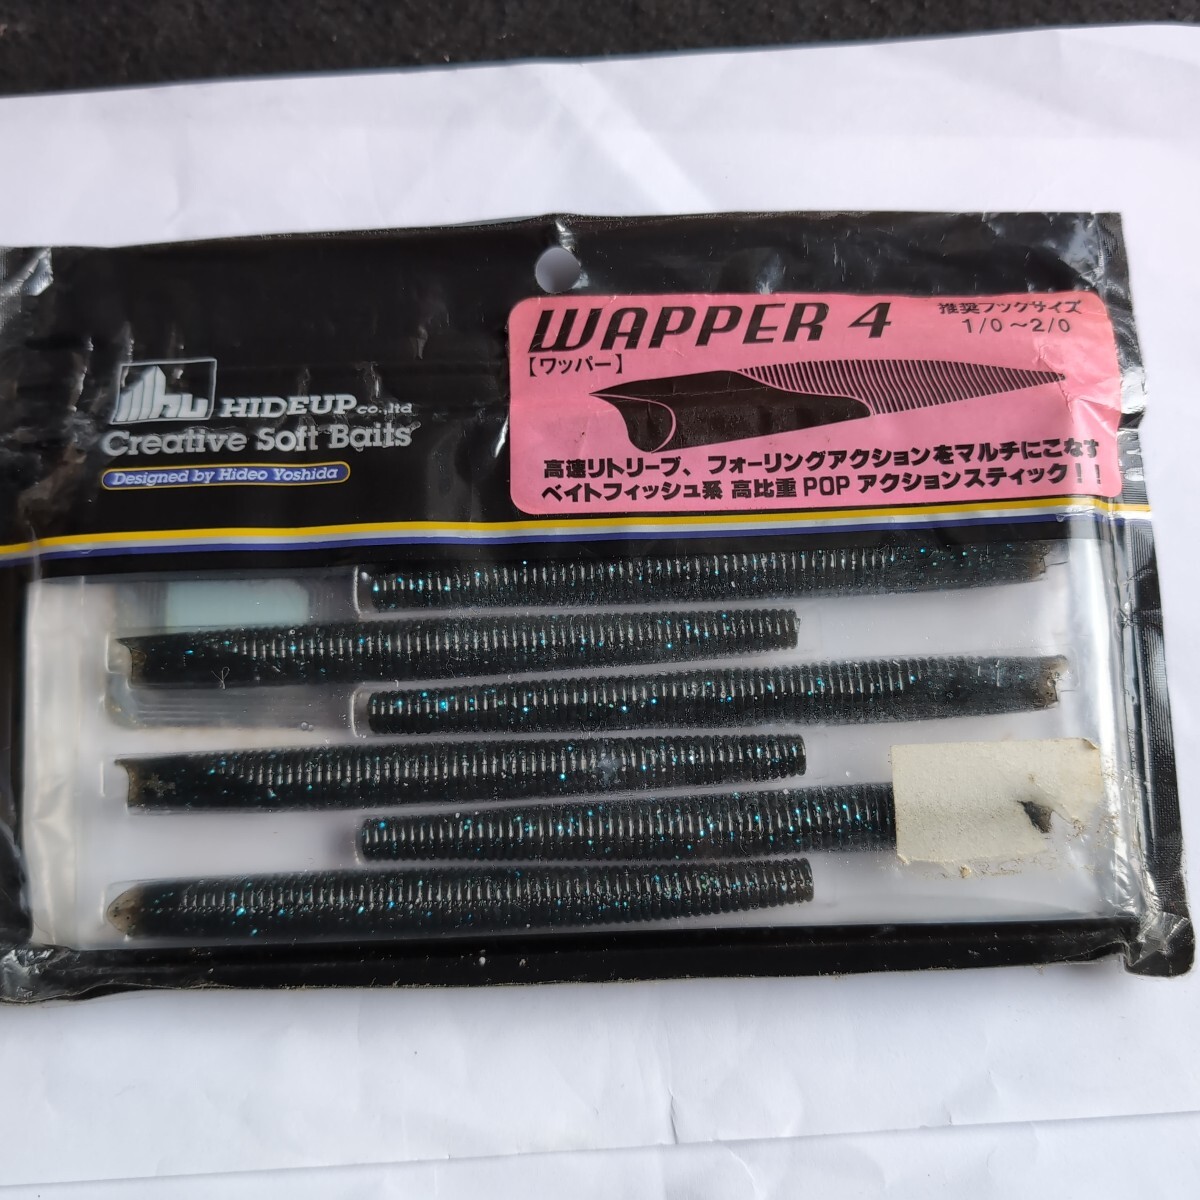 WAPPER 4
推奨フックサイズ
1/0～2/0
【ワッパー】
高速リトリーブ、フォーリングアクションをマルチにこなす
ベイトフィッシュ系 高比重 POP アクションスティック！！
HIDEUP co.,ltd
Creative Soft Baits
Designed by Hideo Yoshida